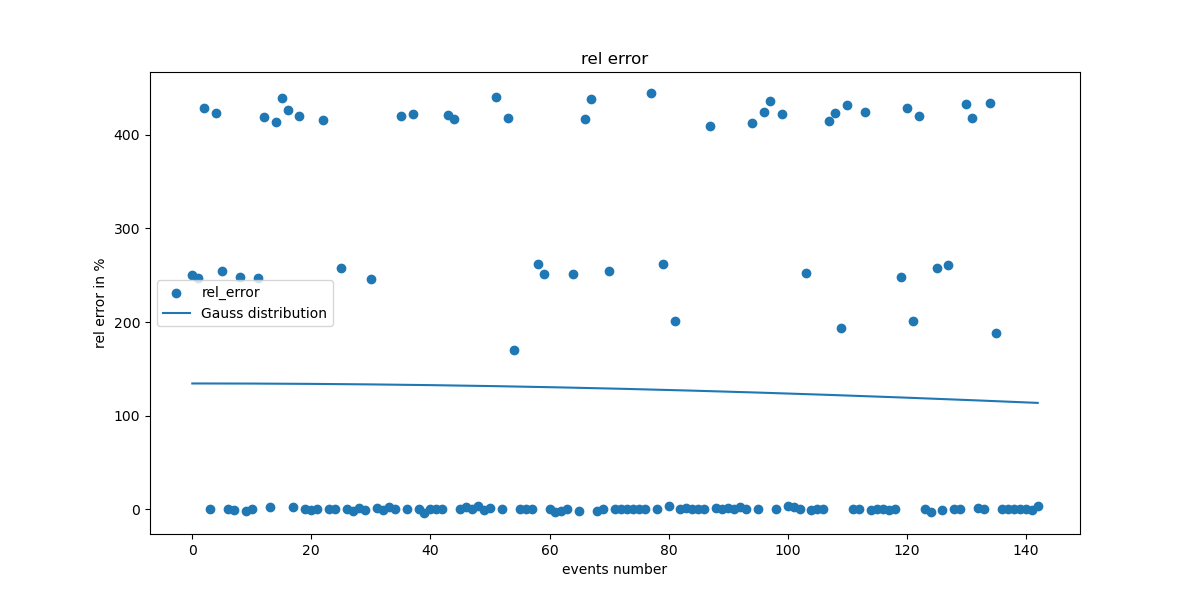 rel error
rel error in %
400
300
200
100
0
rel_error
Gauss distribution
0 20 40 60 80 100 120 140
events number